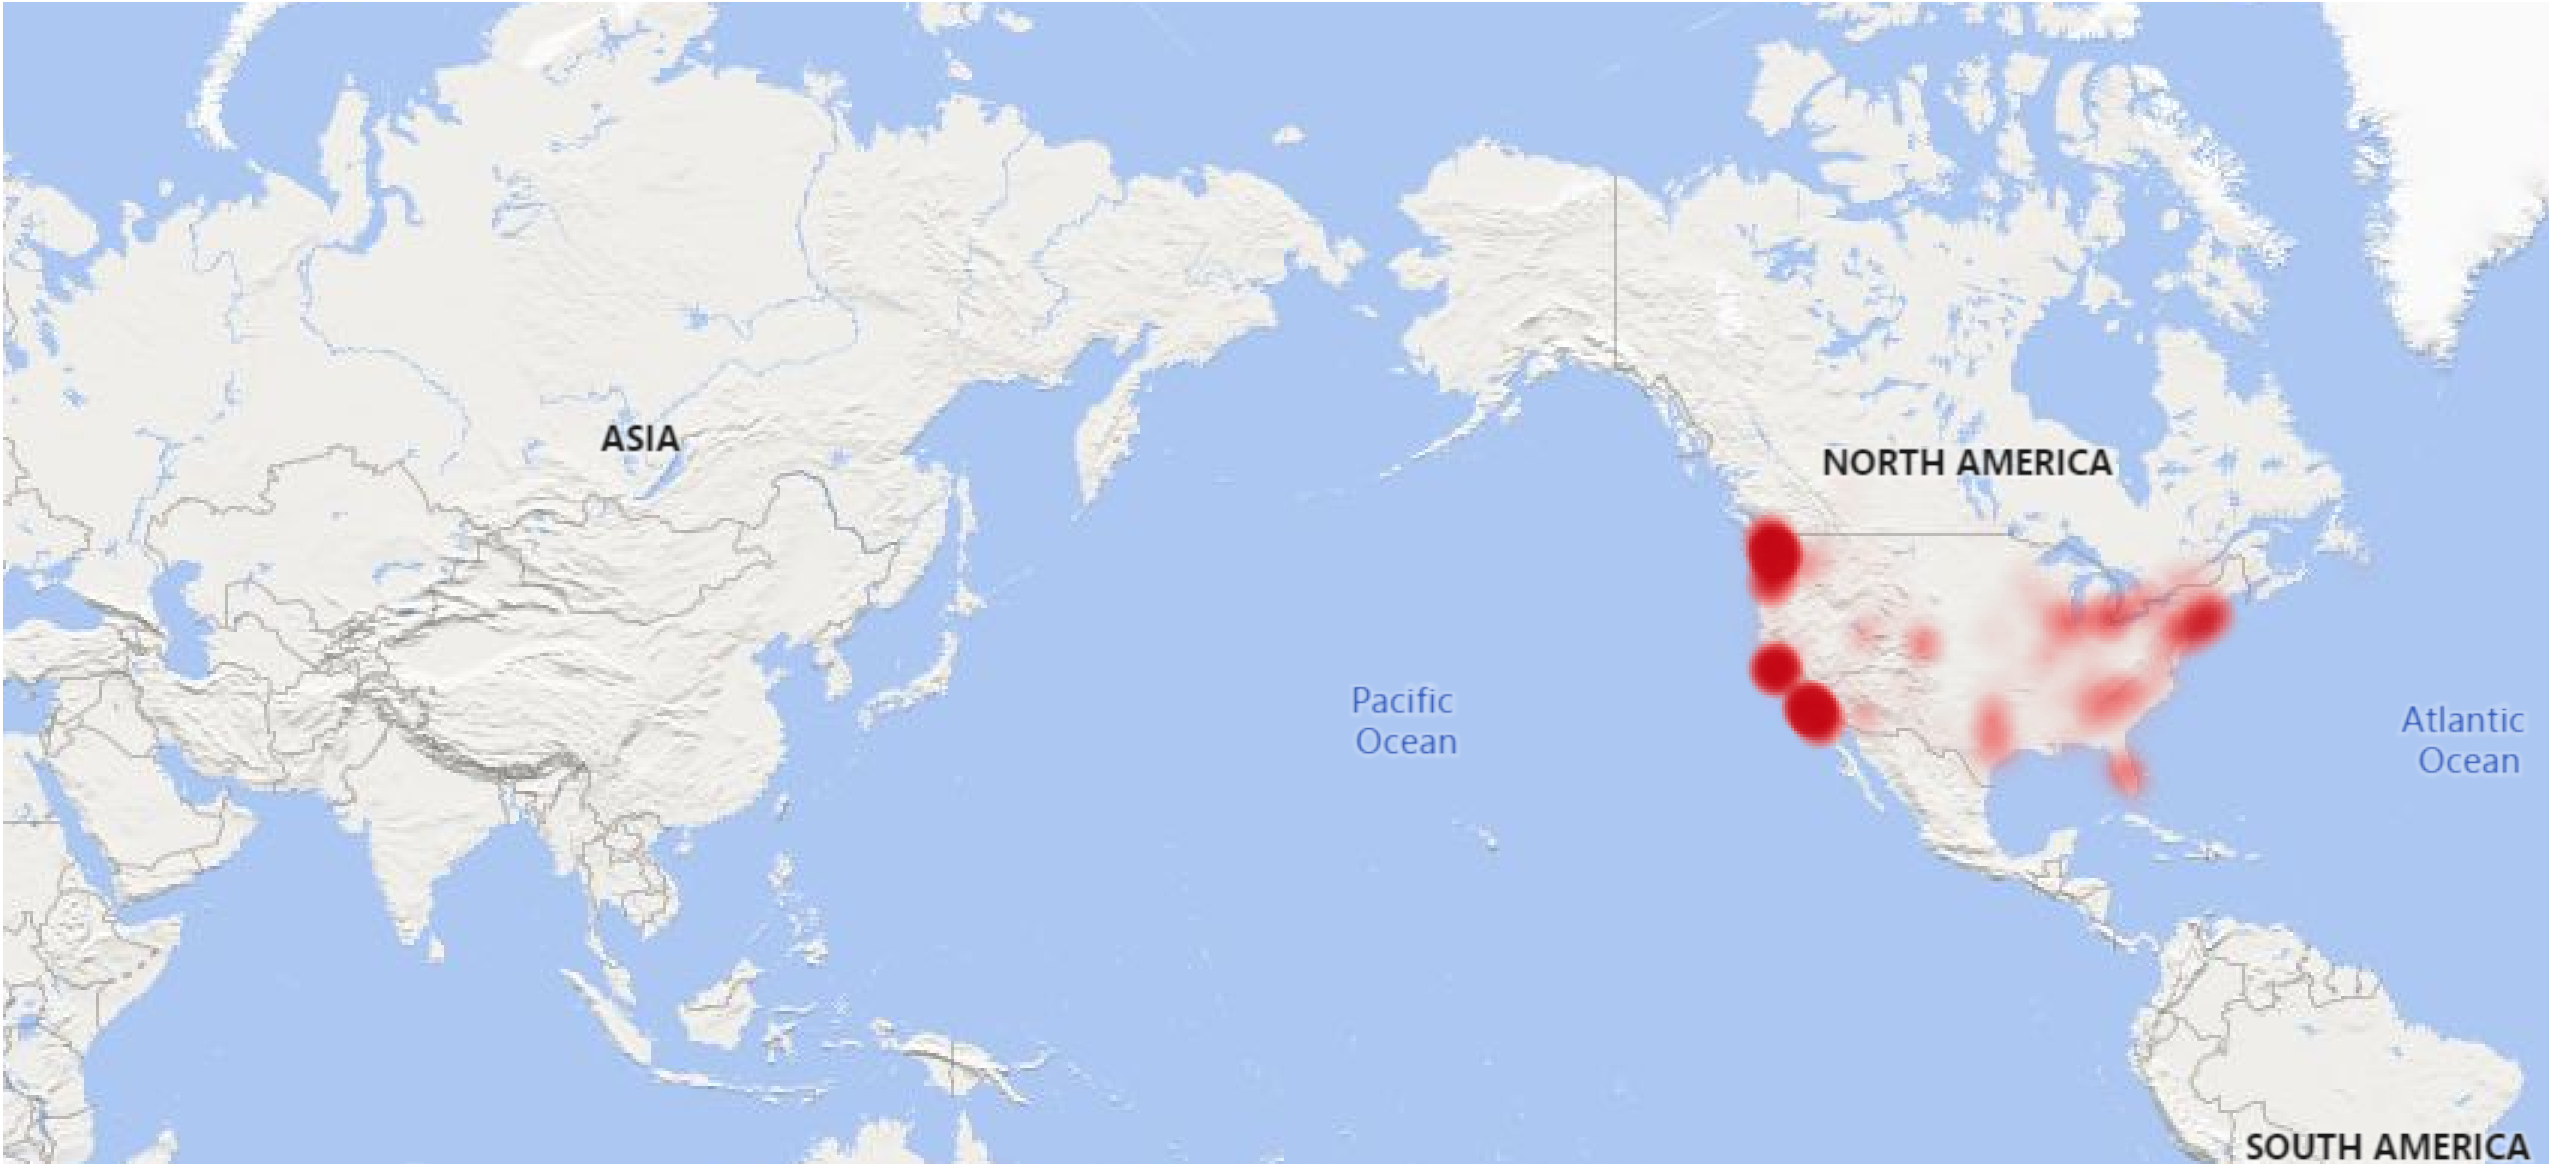 ASIA
NORTH AMERICA
Pacific
Ocean
Atlantic
Ocean
SOUTH AMERICA